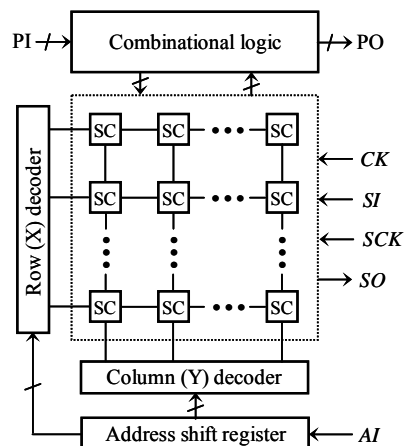 PI Combinational logic PO
SC SC ••• SC
CK
SC SC ••• SC
SI
SCK
SO
SC SC ••• SC
Row (X) decoder
Column (Y) decoder
Address shift register
AI